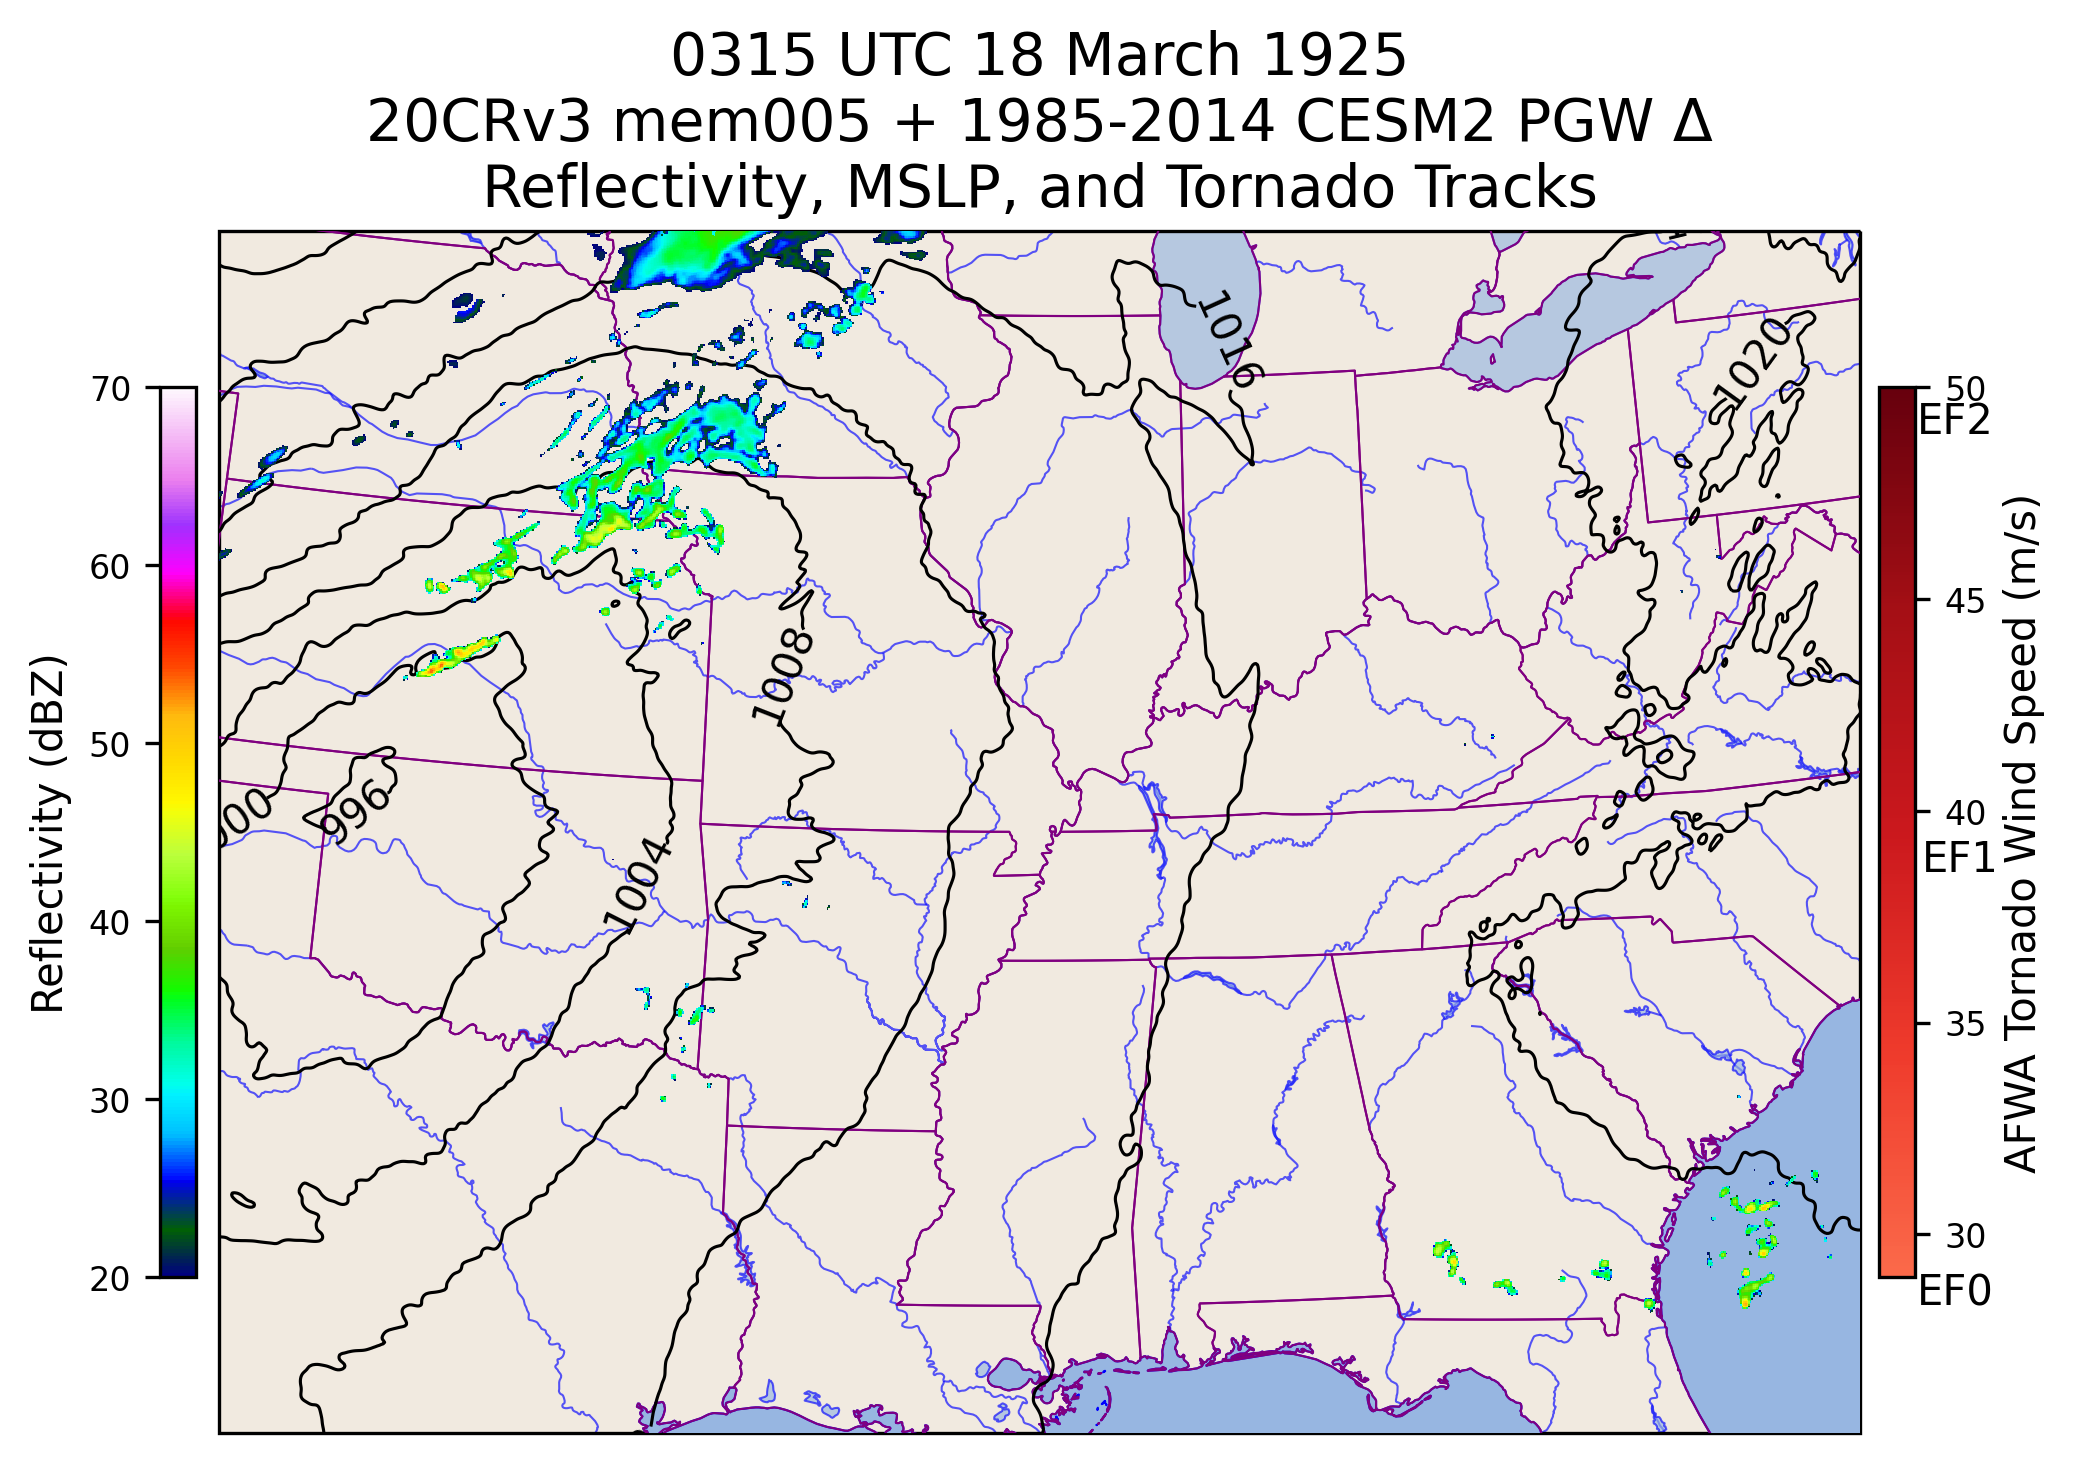 0315 UTC 18 March 1925
20CRv3 mem005 + 1985-2014 CESM2 PGW Δ
Reflectivity, MSLP, and Tornado Tracks
Reflectivity (dBZ)
70
60
50
40
30
20
1016
1020
1008
996
1004
50
EF2
45
40
EF1
35
30
EF0
AFWA Tornado Wind Speed (m/s)